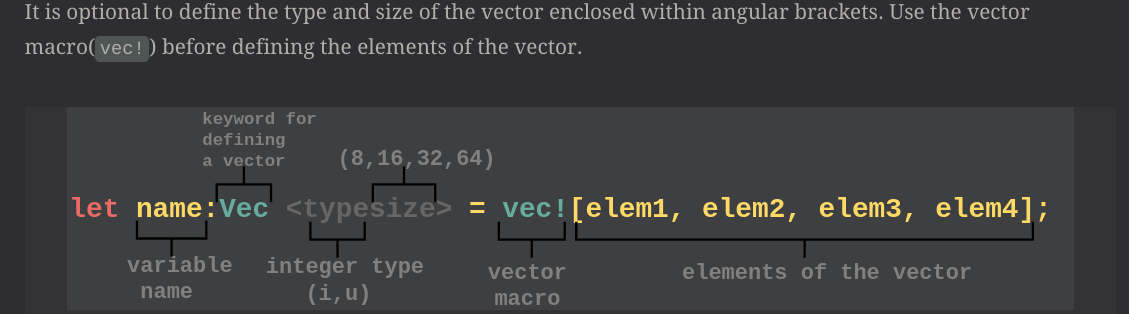 It is optional to define the type and size of the vector enclosed within angular brackets. Use the vector
macro(vec!) before defining the elements of the vector.
keyword for
defining
a vector
(8,16,32,64)
let name:Vec <typesize> = vec![elem1, elem2, elem3, elem4];
variable
name
integer type
(i,u)
vector
macro
elements of the vector